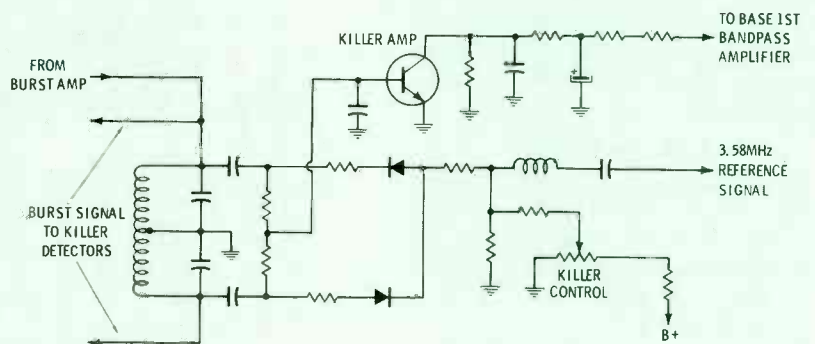 TO BASE 1ST
BANDPASS
AMPLIFIER
KILLER AMP
FROM
BURST AMP
3.58MHz
REFERENCE
SIGNAL
BURST SIGNAL
TO KILLER
DETECTORS
KILLER
CONTROL
B+
+